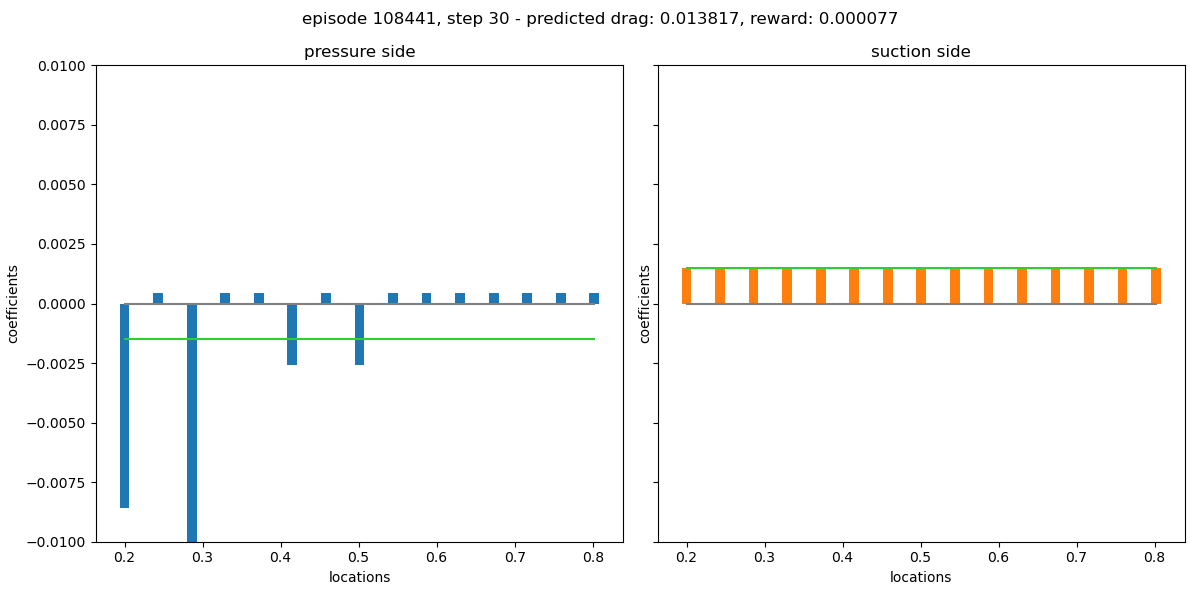 episode 108441, step 30 - predicted drag: 0.013817, reward: 0.000077
pressure side
suction side
0.0100
0.0075
0.0050
0.0025
0.0000
−0.0025
−0.0050
−0.0075
−0.0100
coefficients
coefficients
0.2 0.3 0.4 0.5 0.6 0.7 0.8
0.2 0.3 0.4 0.5 0.6 0.7 0.8
locations
locations